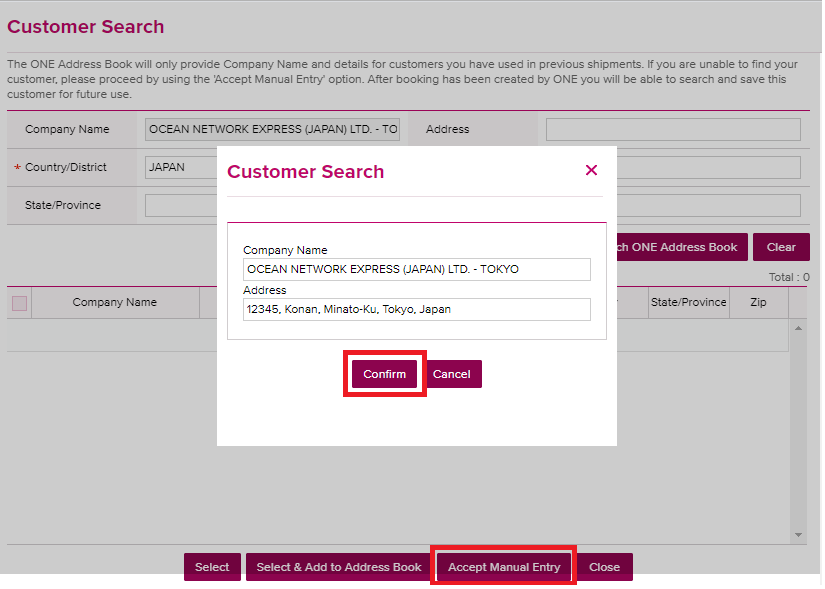 Customer Search
The ONE Address Book will only provide Company Name and details for customers you have used in previous shipments. If you are unable to find your
customer, please proceed by using the 'Accept Manual Entry' option. After booking has been created by ONE you will be able to search and save this
customer for future use.
Company Name OCEAN NETWORK EXPRESS (JAPAN) LTD. - TO Address
* Country/District JAPAN
State/Province
Customer Search ×
Company Name
OCEAN NETWORK EXPRESS (JAPAN) LTD. - TOKYO
Address
12345, Konan, Minato-Ku, Tokyo, Japan
Confirm Cancel
ch ONE Address Book Clear
Total : 0
Company Name State/Province Zip
Select Select & Add to Address Book Accept Manual Entry Close